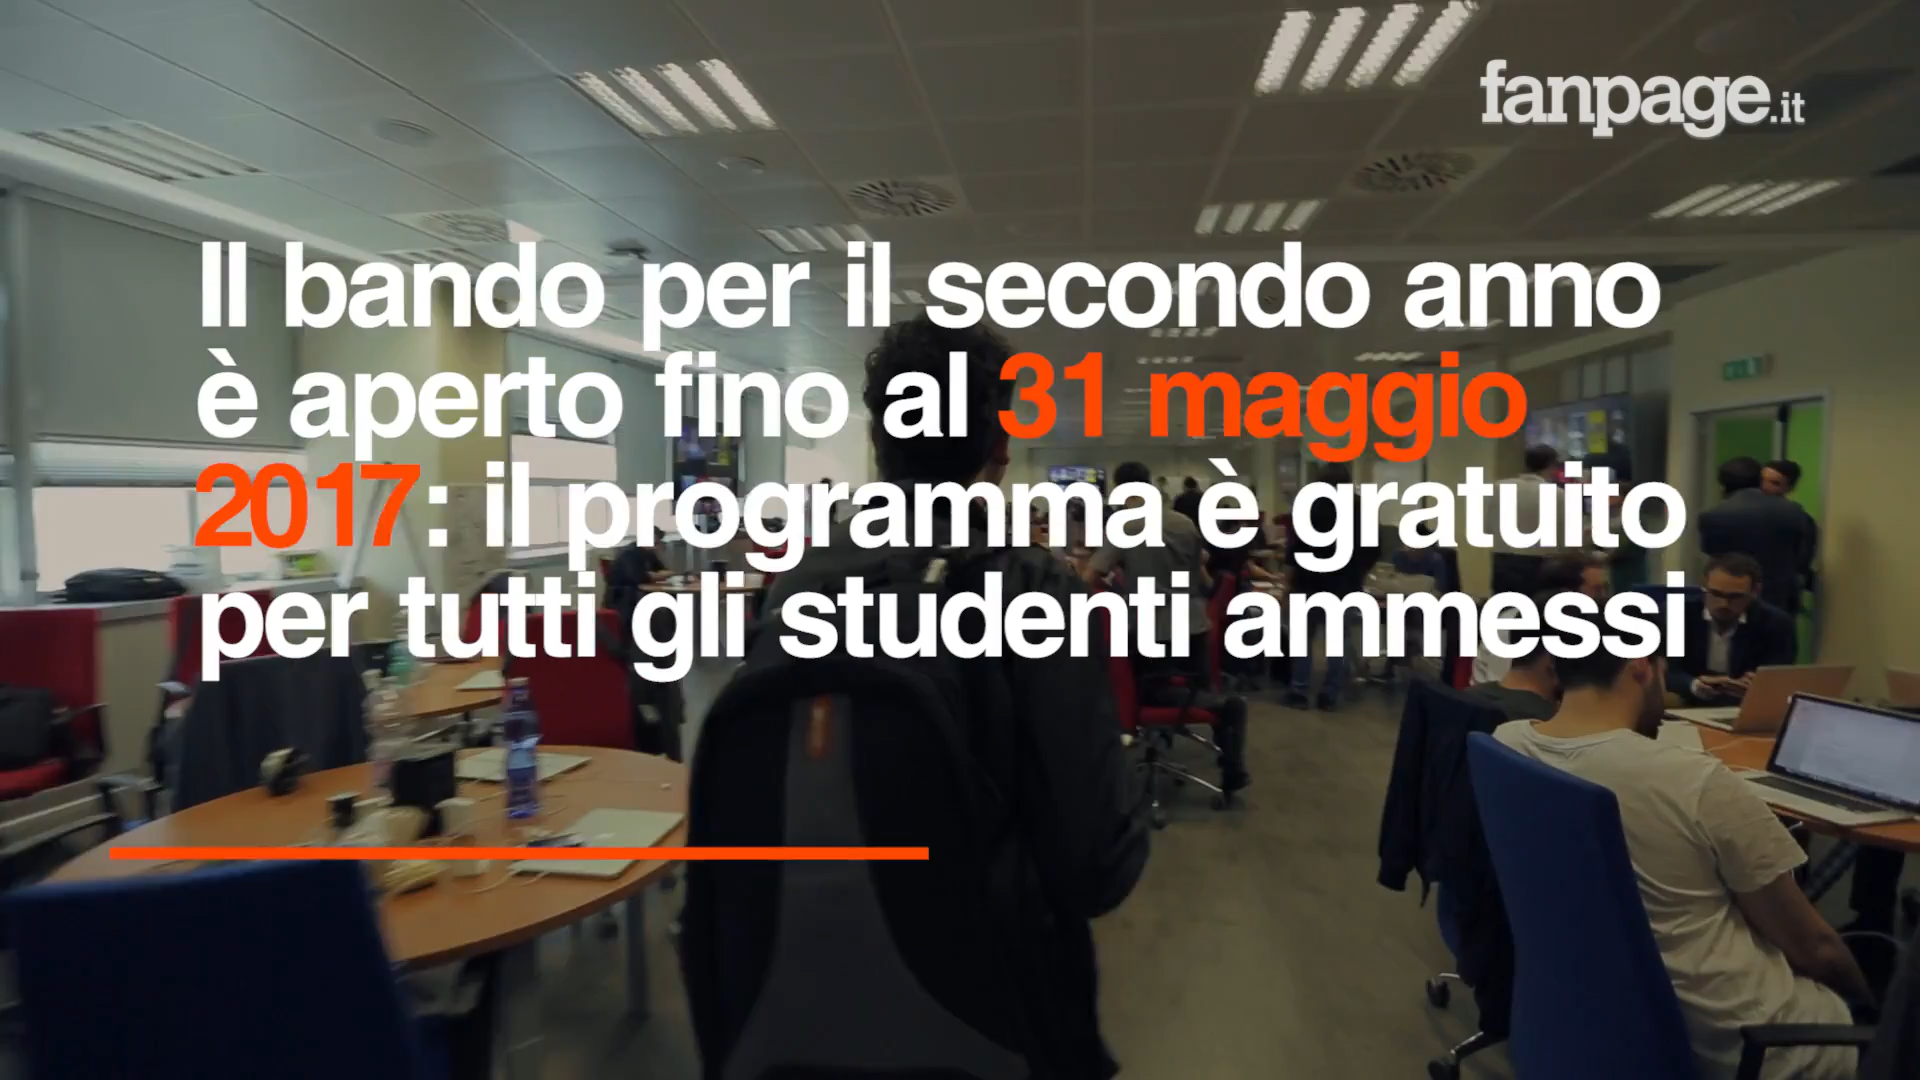 fanpage.it
Il bando per il secondo anno
è aperto fino al 31 maggio
2017: il programma è gratuito
per tutti gli studenti ammessi